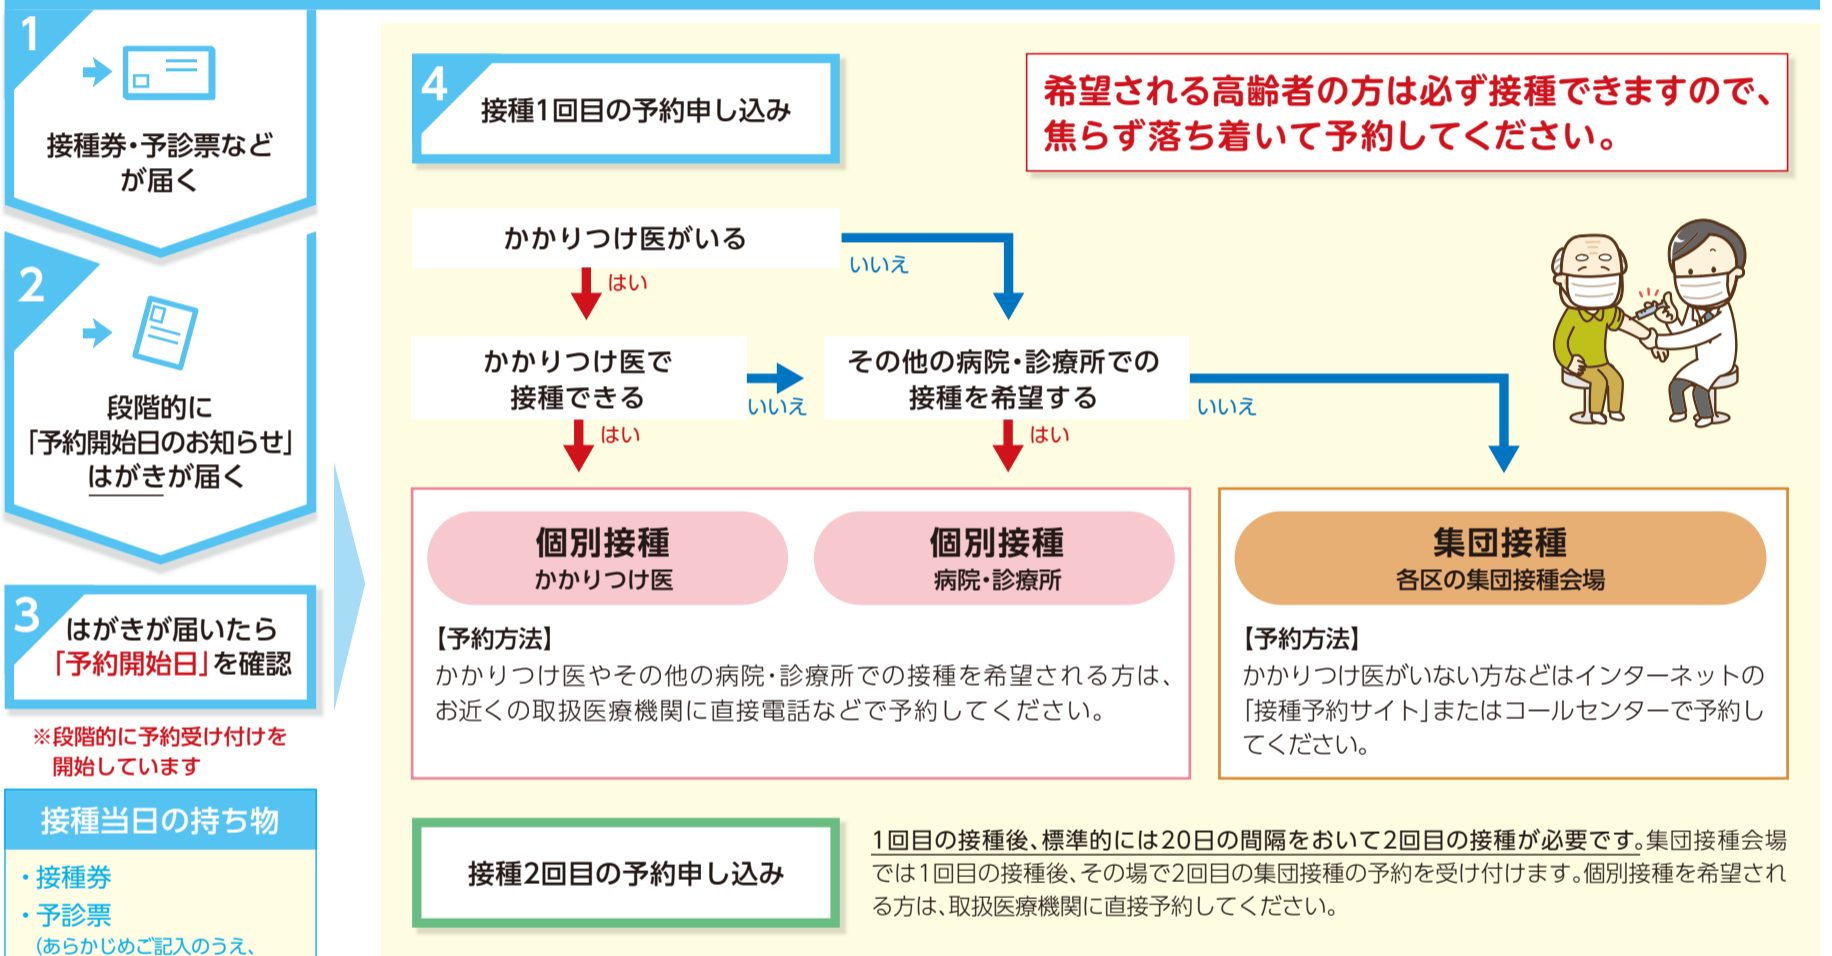 1
接種券・予診票など
が届く
2
段階的に
「予約開始日のお知らせ」
はがきが届く
3
はがきが届いたら
「予約開始日」を確認
※段階的に予約受け付けを
開始しています
接種当日の持ち物
・接種券
・予診票
(あらかじめご記入のうえ、
4
接種1回目の予約申し込み
希望される高齢者の方は必ず接種できますので、
焦らず落ち着いて予約してください。
かかりつけ医がいる
いいえ
はい
かかりつけ医で
接種できる
いいえ
はい
その他の病院・診療所での
接種を希望する
いいえ
はい
個別接種
かかりつけ医
個別接種
病院・診療所
【予約方法】
かかりつけ医やその他の病院・診療所での接種を希望される方は、
お近くの取扱医療機関に直接電話などで予約してください。
集団接種
各区の集団接種会場
【予約方法】
かかりつけ医がいない方などはインターネットの
「接種予約サイト」またはコールセンターで予約し
てください。
接種2回目の予約申し込み
1回目の接種後、標準的には20日の間隔をおいて2回目の接種が必要です。集団接種会場
では1回目の接種後、その場で2回目の集団接種の予約を受け付けます。個別接種を希望され
る方は、取扱医療機関に直接予約してください。